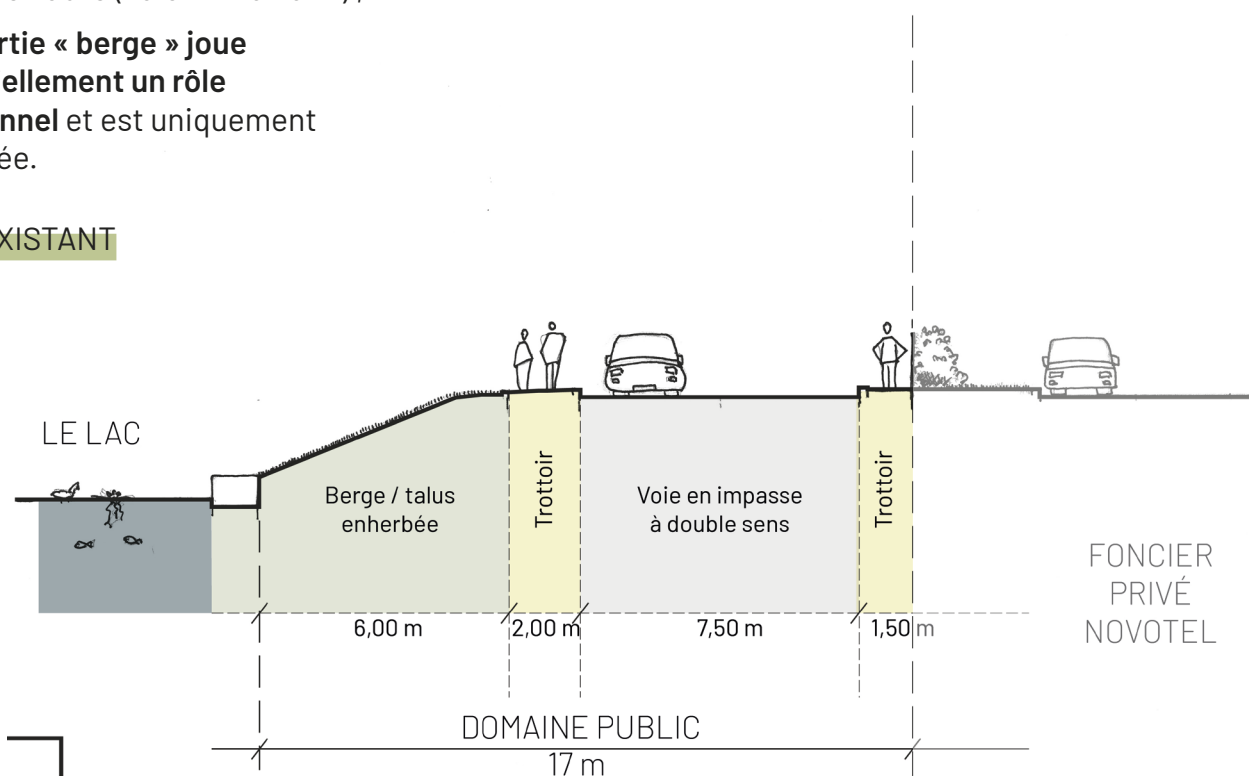 rtie « berge » joue
ellement un rôle
nnel et est uniquement
ée.
XISTANT
LE LAC
Berge / talus
enherbée
Trottoir
Voie en impasse
à double sens
Trottoir
FONCIER
PRIVÉ
NOVOTEL
6,00 m
2,00 m
7,50 m
1,50 m
DOMAINE PUBLIC
17 m